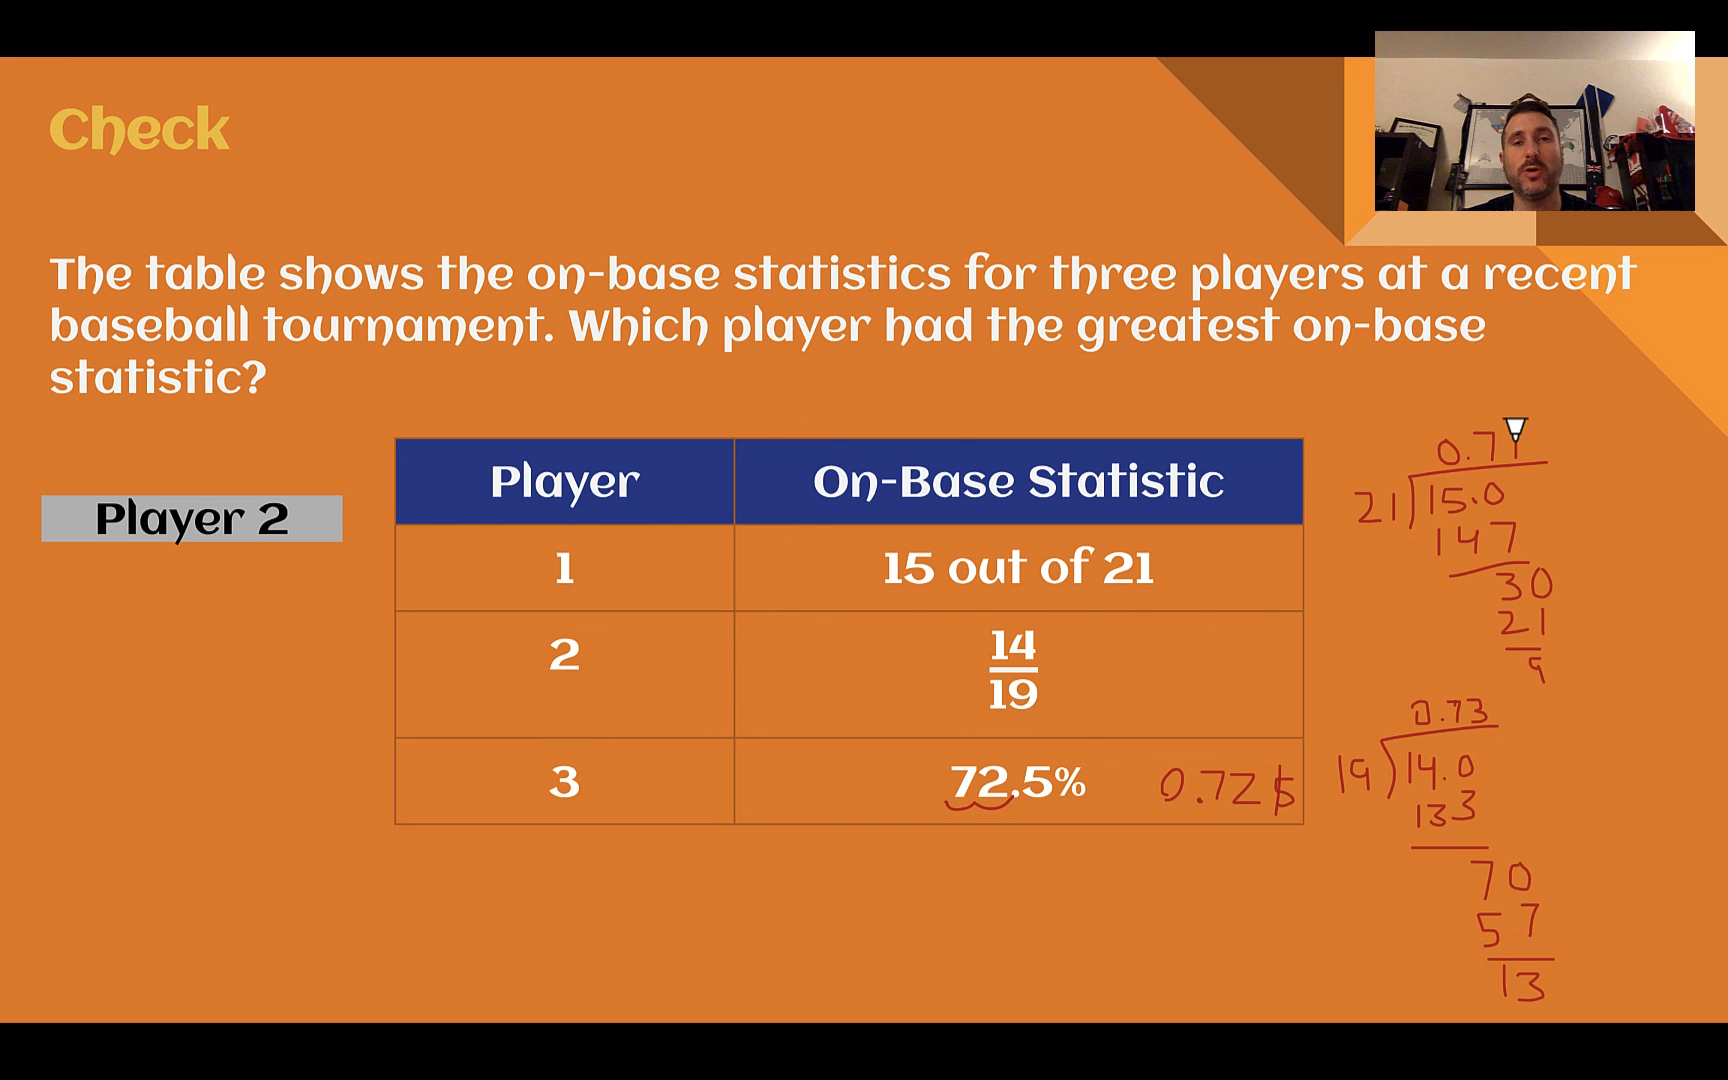 Check
The table shows the on-base statistics for three players at a recent
baseball tournament. Which player had the greatest on-base
statistic?
Player 2
Player On-Base Statistic
1 15 out of 21
2 14
19
3 72.5% 0.725
0.71
21 15.0
147
30
21
9
0.73
19 14.0
133
70
57
13